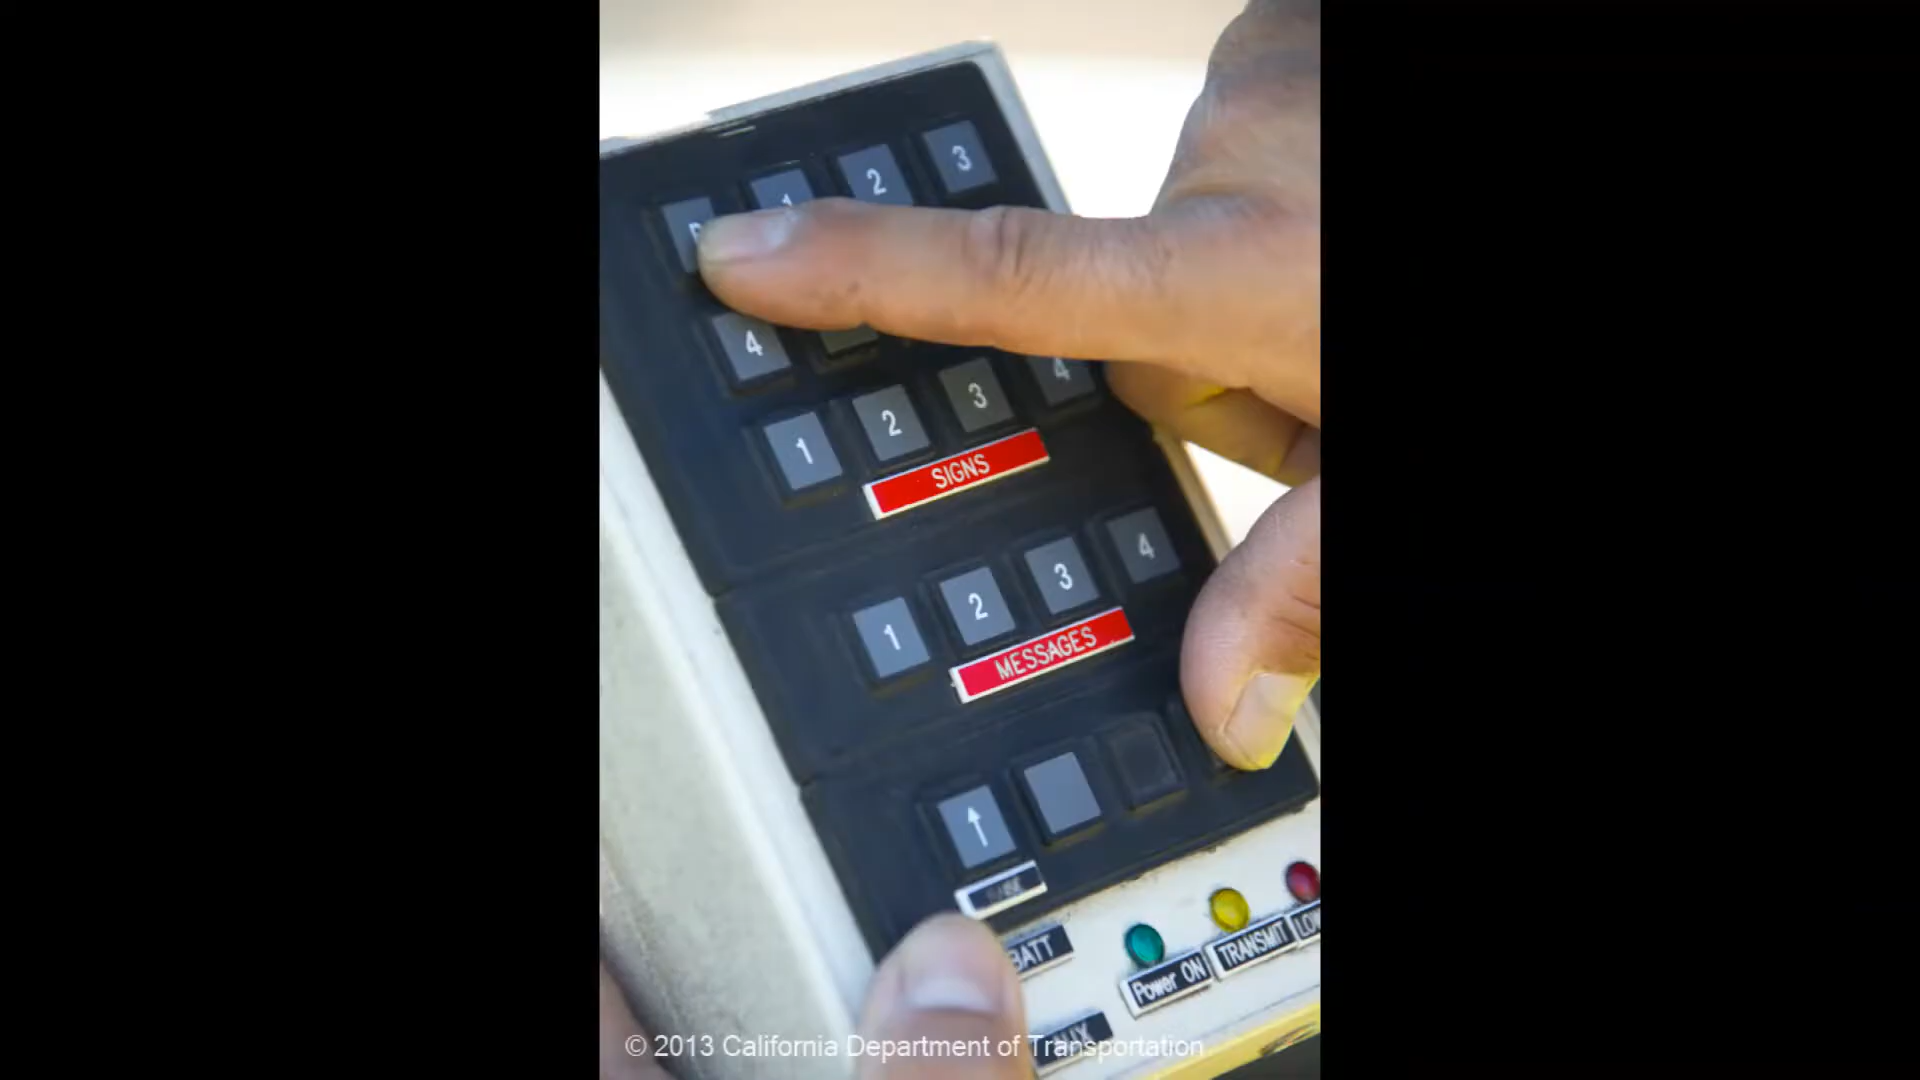 1 2 3
4
1 2 3 4
SIGNS
1 2 3 4
MESSAGES
↑
BATT
Power ON
TRANSMIT
© 2013 California Department of Transportation